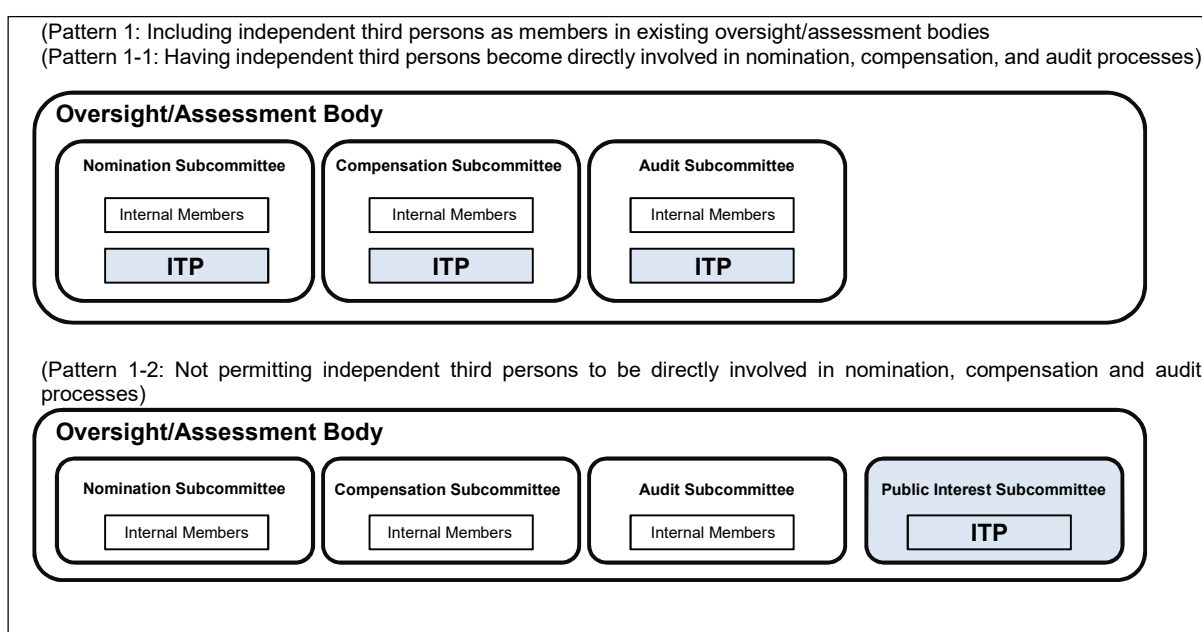 (Pattern 1: Including independent third persons as members in existing oversight/assessment bodies
(Pattern 1-1: Having independent third persons become directly involved in nomination, compensation, and audit processes)
Oversight/Assessment Body
Nomination Subcommittee
Internal Members
ITP
Compensation Subcommittee
Internal Members
ITP
Audit Subcommittee
Internal Members
ITP
(Pattern 1-2: Not permitting independent third persons to be directly involved in nomination, compensation and audit
processes)
Oversight/Assessment Body
Nomination Subcommittee
Internal Members
Compensation Subcommittee
Internal Members
Audit Subcommittee
Internal Members
Public Interest Subcommittee
ITP